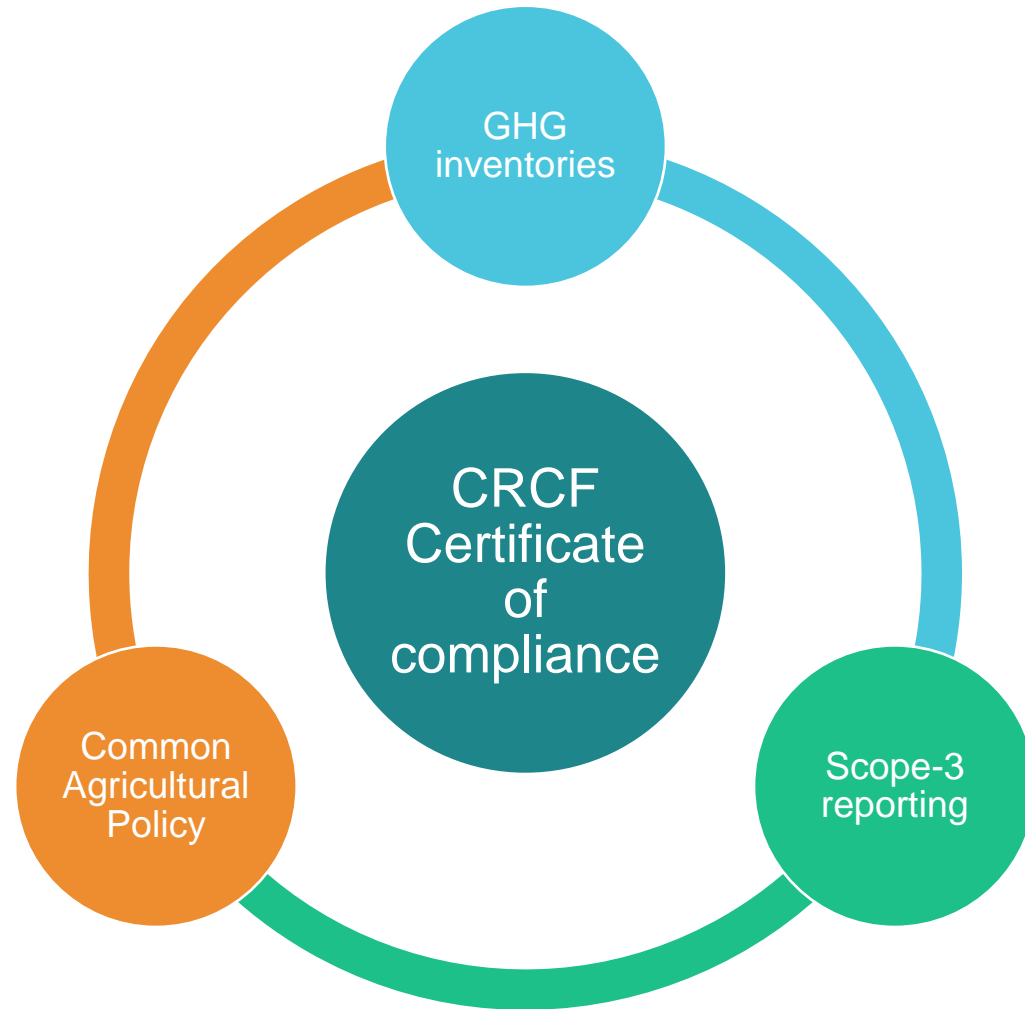 GHG
inventories
CRCF
Certificate
of
compliance
Common
Agricultural
Policy
Scope-3
reporting